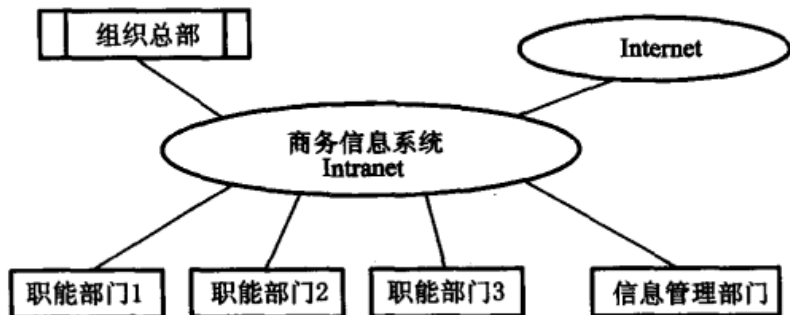 组织总部
Internet
商务信息系统
Intranet
职能部门1
职能部门2
职能部门3
信息管理部门